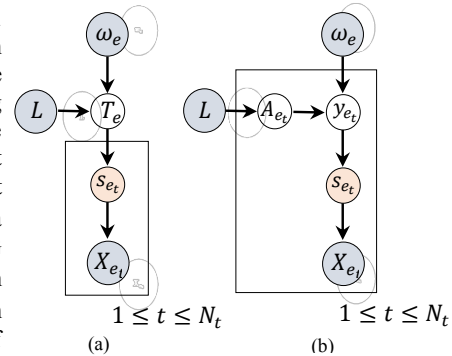 ω_e
ω_e
L
T_e
L
A_{e_t}
y_{e_t}
s_{e_t}
s_{e_t}
X_{e_t}
X_{e_t}
1 ≤ t ≤ N_t
1 ≤ t ≤ N_t
(a)
(b)